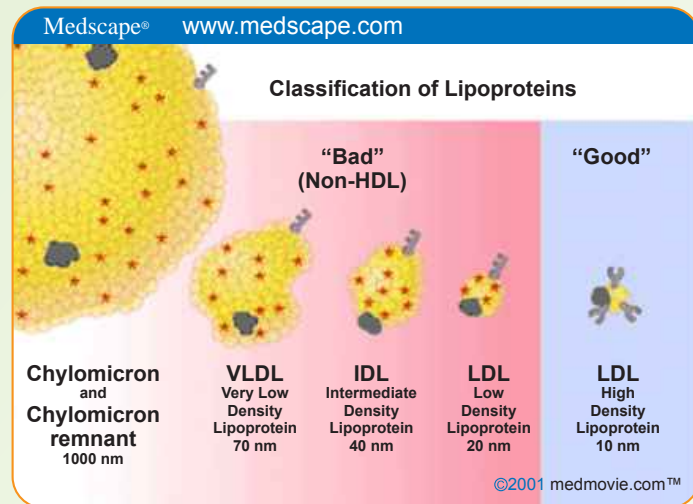 Medscape® www.medscape.com
Classification of Lipoproteins
“Bad”
(Non-HDL)
“Good”
Chylomicron
and
Chylomicron
remnant
1000 nm
VLDL
Very Low
Density
Lipoprotein
70 nm
IDL
Intermediate
Density
Lipoprotein
40 nm
LDL
Low
Density
Lipoprotein
20 nm
LDL
High
Density
Lipoprotein
10 nm
©2001 medmovie.com™